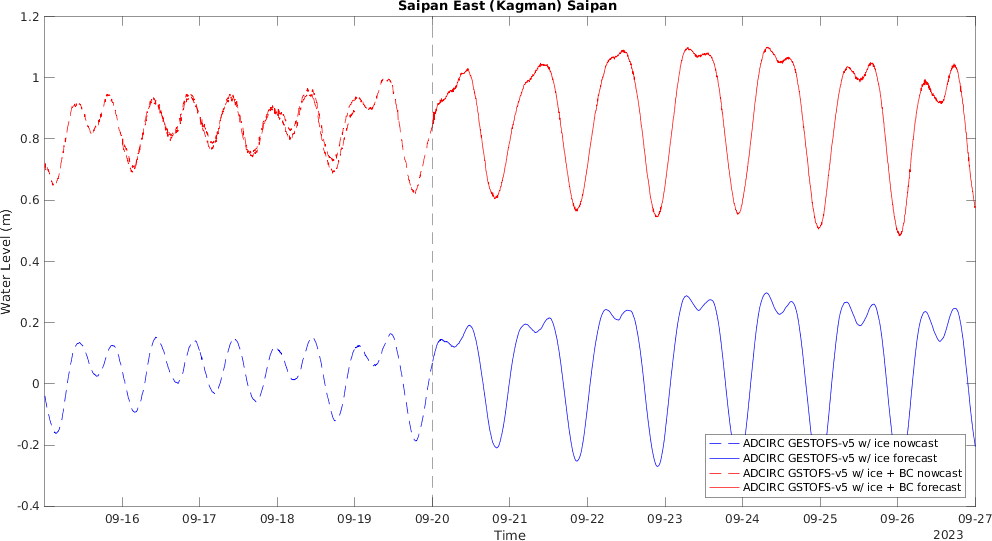 Saipan East (Kagman) Saipan
1.2
1
0.8
0.6
0.4
0.2
0
-0.2
-0.4
Water Level (m)
ADCIRC GESTOFS-v5 w/ ice nowcast
ADCIRC GESTOFS-v5 w/ ice forecast
ADCIRC GSTOFS-v5 w/ ice + BC nowcast
ADCIRC GSTOFS-v5 w/ ice + BC forecast
09-16 09-17 09-18 09-19 09-20 09-21 09-22 09-23 09-24 09-25 09-26 09-27
Time
2023